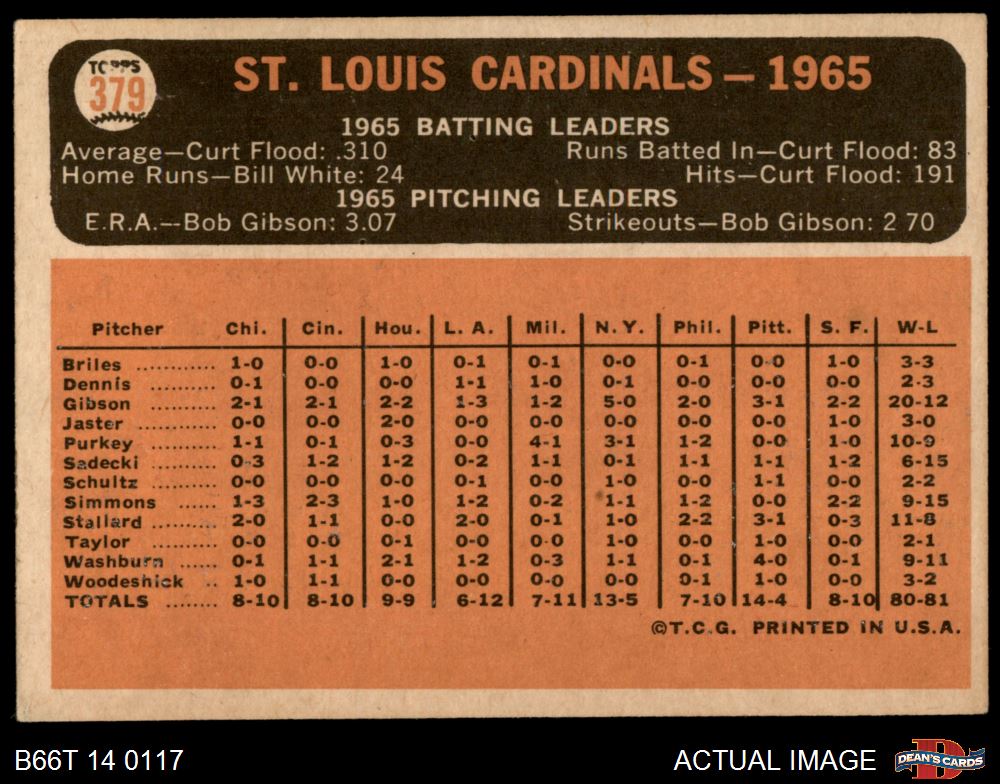 TOPPS
379
ST. LOUIS CARDINALS — 1965
1965 BATTING LEADERS
Average—Curt Flood: .310 Runs Batted In—Curt Flood: 83
Home Runs—Bill White: 24 Hits—Curt Flood: 191
1965 PITCHING LEADERS
E.R.A.—Bob Gibson: 3.07 Strikeouts—Bob Gibson: 2 70
Pitcher Chi. Cin. Hou. L. A. Mil. N.Y. Phil. Pitt. S. F. W-L
Briles ............ 1-0 0-0 1-0 0-1 0-1 0-0 0-1 0-0 1-0 3-3
Dennis .......... 0-1 0-0 0-0 1-1 1-0 0-1 0-0 0-0 0-0 2-3
Gibson .......... 2-1 2-1 2-2 1-3 1-2 5-0 2-0 3-1 2-2 20-12
Jaster ............ 0-0 0-0 2-0 0-0 0-0 0-0 0-0 0-0 1-0 3-0
Purkey .......... 1-1 0-1 0-3 0-0 4-1 3-1 1-2 0-0 1-0 10-9
Sadecki .......... 0-3 1-2 1-2 0-2 1-1 0-1 1-1 1-1 1-2 6-15
Schultz .......... 0-0 0-0 0-0 0-1 0-0 1-0 0-0 1-1 0-0 2-2
Simmons ...... 1-3 2-3 1-0 1-2 0-2 1-1 1-2 0-0 2-2 9-15
Stallard .......... 2-0 1-1 0-0 2-0 0-1 1-0 2-2 3-1 0-3 11-8
Taylor .......... 0-0 0-0 0-1 0-0 0-0 1-0 0-0 1-0 0-0 2-1
Washburn ...... 0-1 1-1 2-1 1-2 0-3 1-1 0-1 4-0 0-1 9-11
Woodeshick .. 1-0 1-1 0-0 0-0 0-0 0-0 0-1 1-0 0-0 3-2
TOTALS ........ 8-10 8-10 9-9 6-12 7-11 13-5 7-10 14-4 8-10 80-81
©T.C.G. PRINTED IN U.S.A.
B66T 14 0117 ACTUAL IMAGE DEAN'S CARDS